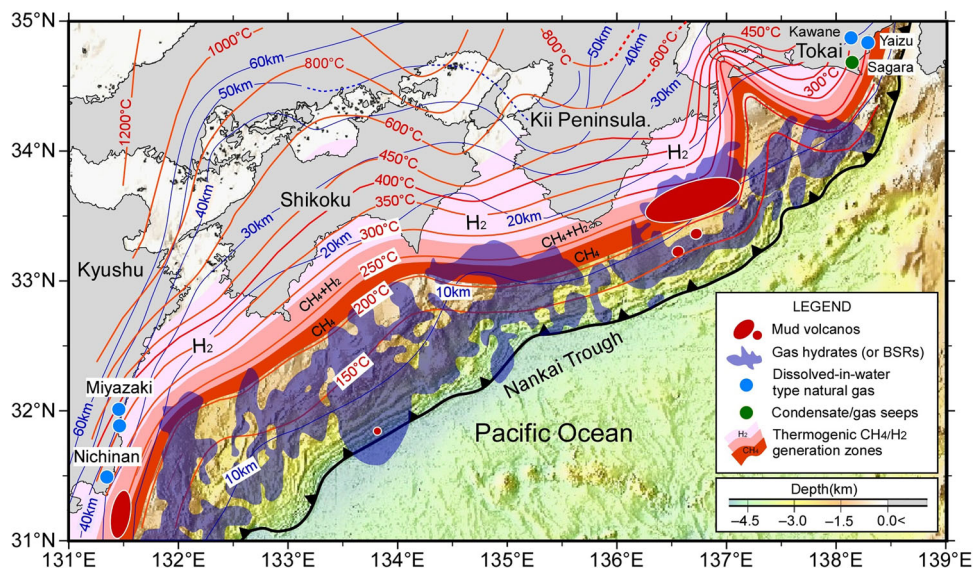 35°N
34°N
33°N
32°N
31°N
131°E
132°E
133°E
134°E
135°E
136°E
137°E
138°E
139°E
1000°C
60km
800°C
50km
1200°C
600°C
40km
450°C
400°C
350°C
30km
300°C
20km
250°C
200°C
150°C
10km
10km
800°C
50km
40km
600°C
30km
20km
450°C
300°C
60km
40km
Kyushu
Shikoku
Kii Peninsula.
Kawane
Tokai
Yaizu
Sagara
Miyazaki
Nichinan
H₂
H₂
H₂
CH₄+H₂
CH₄
CH₄+H₂
CH₄
Nankai Trough
Pacific Ocean
LEGEND
Mud volcanos
Gas hydrates (or BSRs)
Dissolved-in-water
type natural gas
Condensate/gas seeps
H₂
CH₄
Thermogenic CH4/H2
generation zones
Depth(km)
−4.5
−3.0
−1.5
0.0<